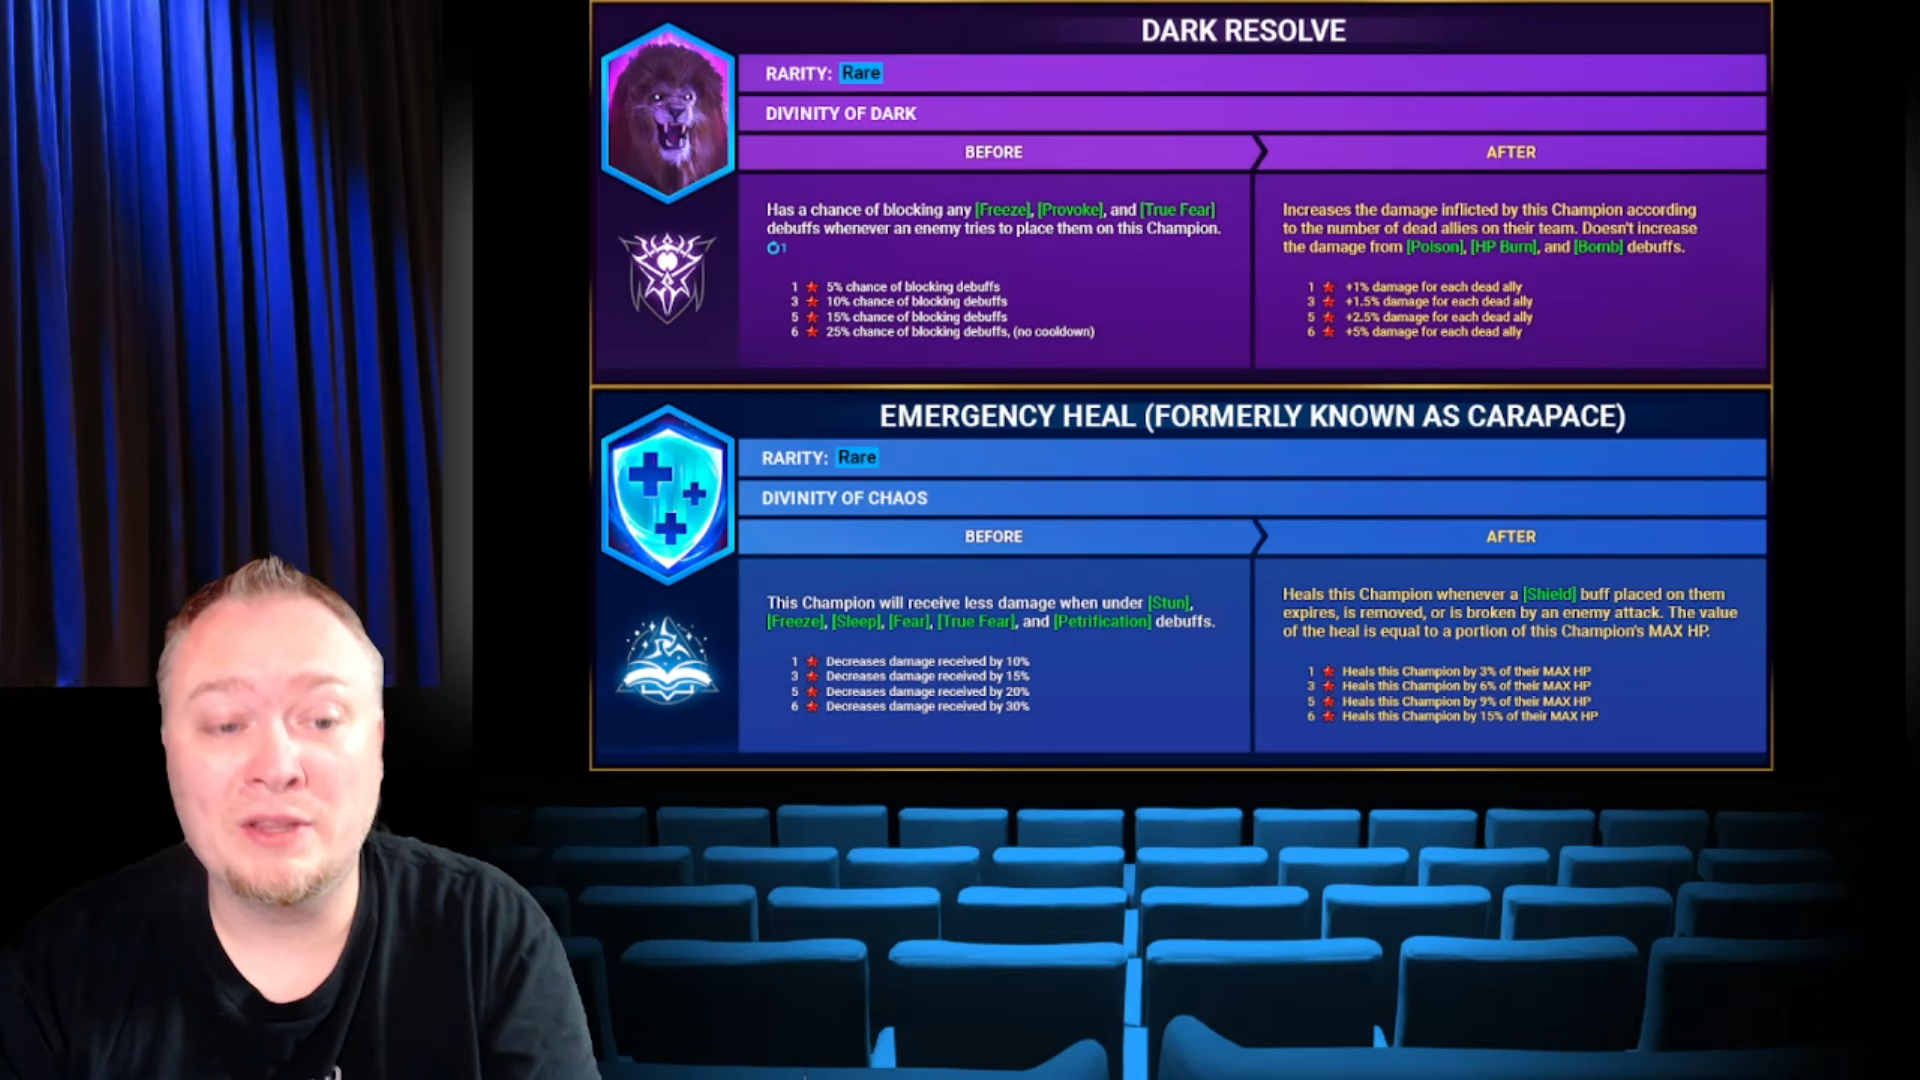 DARK RESOLVE
RARITY: Rare
DIVINITY OF DARK
BEFORE
AFTER
Has a chance of blocking any [Freeze], [Provoke], and [True Fear]
debuffs whenever an enemy tries to place them on this Champion.
1
1 5% chance of blocking debuffs
3 10% chance of blocking debuffs
5 15% chance of blocking debuffs
6 25% chance of blocking debuffs, (no cooldown)
Increases the damage inflicted by this Champion according
to the number of dead allies on their team. Doesn't increase
the damage from [Poison], [HP Burn], and [Bomb] debuffs.
1 +1% damage for each dead ally
3 +1.5% damage for each dead ally
5 +2.5% damage for each dead ally
6 +5% damage for each dead ally
EMERGENCY HEAL (FORMERLY KNOWN AS CARAPACE)
RARITY: Rare
DIVINITY OF CHAOS
BEFORE
AFTER
This Champion will receive less damage when under [Stun],
[Freeze], [Sleep], [Fear], [True Fear], and [Petrification] debuffs.
1 Decreases damage received by 10%
3 Decreases damage received by 15%
5 Decreases damage received by 20%
6 Decreases damage received by 30%
Heals this Champion whenever a [Shield] buff placed on them
expires, is removed, or is broken by an enemy attack. The value
of the heal is equal to a portion of this Champion's MAX HP.
1 Heals this Champion by 3% of their MAX HP
3 Heals this Champion by 6% of their MAX HP
5 Heals this Champion by 9% of their MAX HP
6 Heals this Champion by 15% of their MAX HP